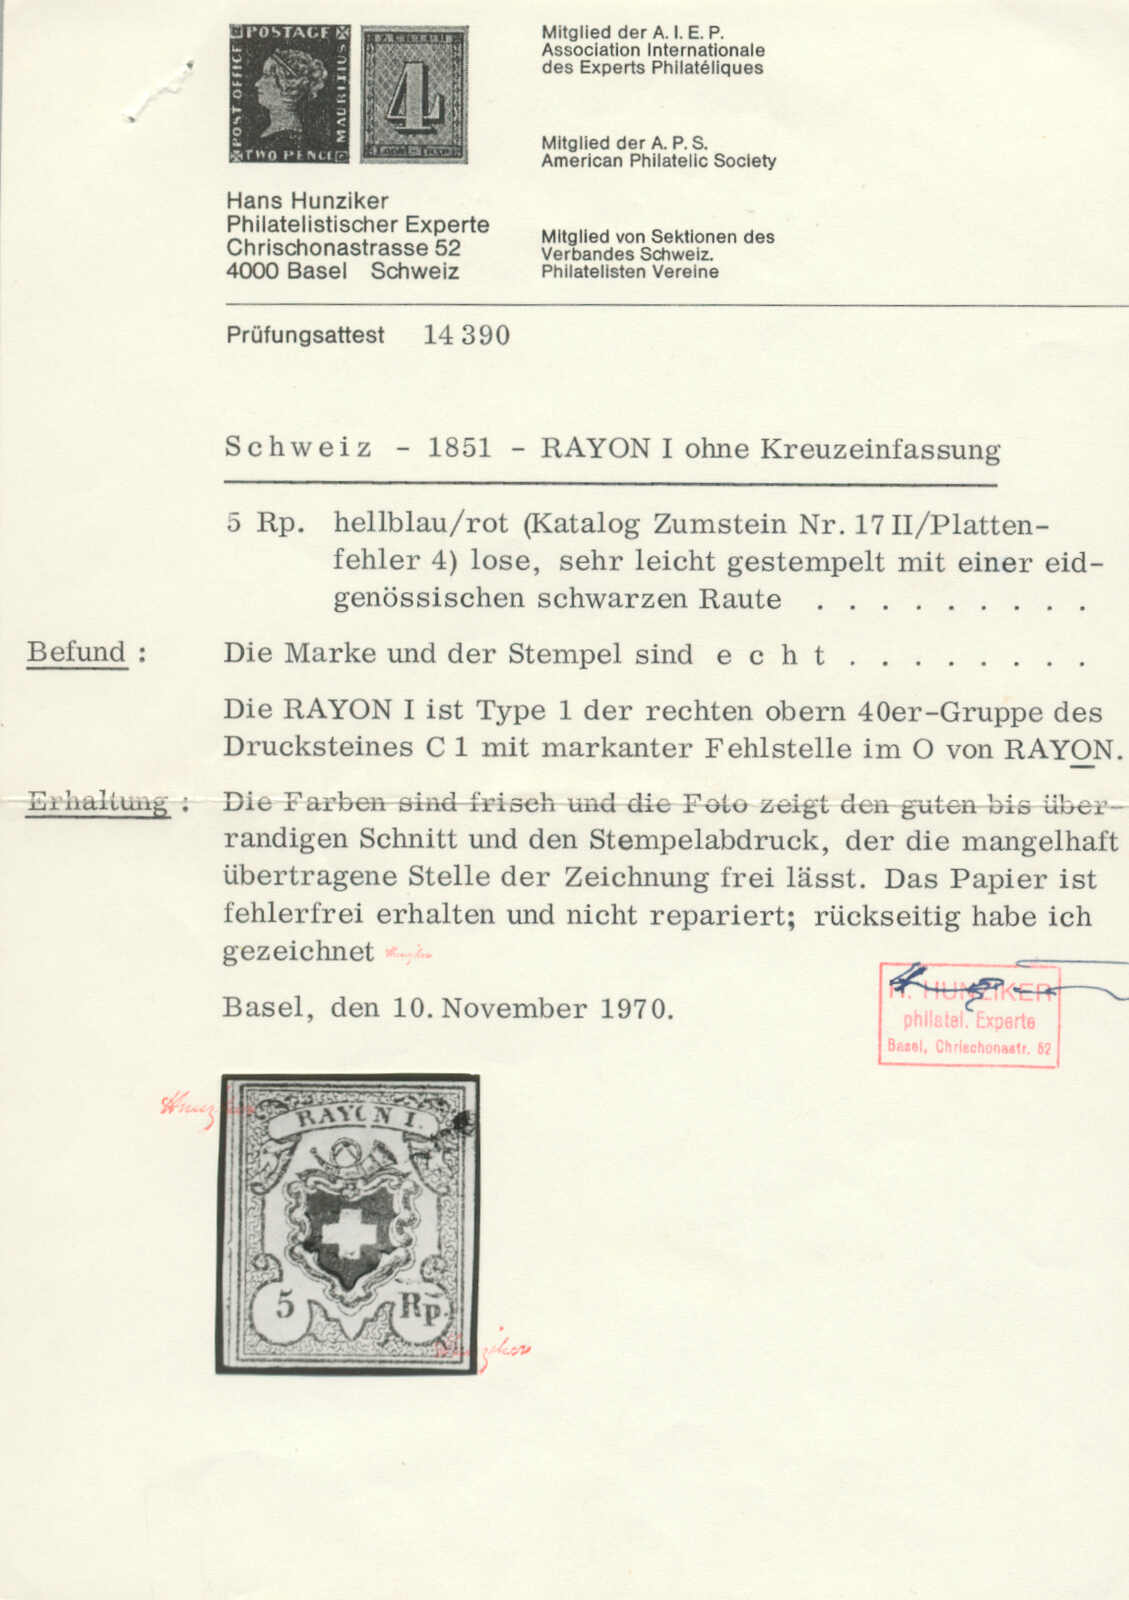 POSTAGE
POST OFFICE
MAURITIUS
TWO PENCE
4
Local-Taxe
Mitglied der A. I. E. P.
Association Internationale
des Experts Philatéliques
Mitglied der A. P. S.
American Philatelic Society
Hans Hunziker
Philatelistischer Experte
Chrischonastrasse 52
4000 Basel Schweiz
Mitglied von Sektionen des
Verbandes Schweiz.
Philatelisten Vereine
Prüfungsattest 14 390
Schweiz - 1851 - RAYON I ohne Kreuzeinfassung
5 Rp. hellblau/rot (Katalog Zumstein Nr. 17 II/Platten-
fehler 4) lose, sehr leicht gestempelt mit einer eid-
genössischen schwarzen Raute . . . . . . . . .
Befund : Die Marke und der Stempel sind e c h t . . . . . . . .
Die RAYON I ist Type 1 der rechten obern 40er-Gruppe des
Drucksteines C 1 mit markanter Fehlstelle im O von RAYON.
Erhaltung : Die Farben sind frisch und die Foto zeigt den guten bis über-
randigen Schnitt und den Stempelabdruck, der die mangelhaft
übertragene Stelle der Zeichnung frei lässt. Das Papier ist
fehlerfrei erhalten und nicht repariert; rückseitig habe ich
gezeichnet Hunziker
Basel, den 10. November 1970.
H. HUNZIKER
philatel. Experte
Basel, Chrischonastr. 52
Hunziker
RAYON I.
5 Rp.
Hunziker